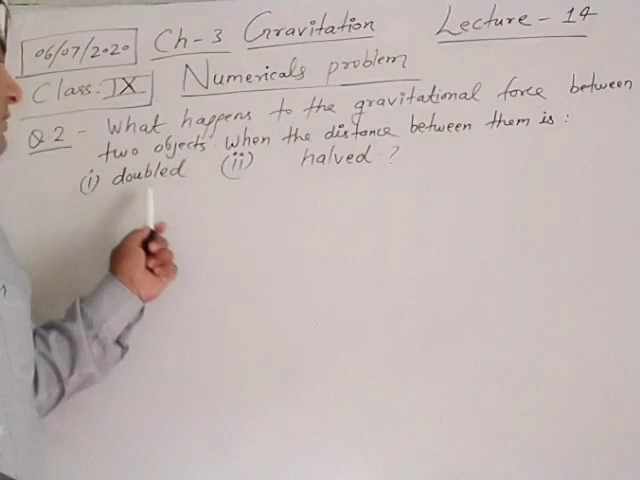 06/07/2020 Ch-3 Gravitation Lecture - 14
Class: IX Numericals problem
Q2 - What happens to the gravitational force between
two objects when the distance between them is:
(i) doubled (ii) halved ?